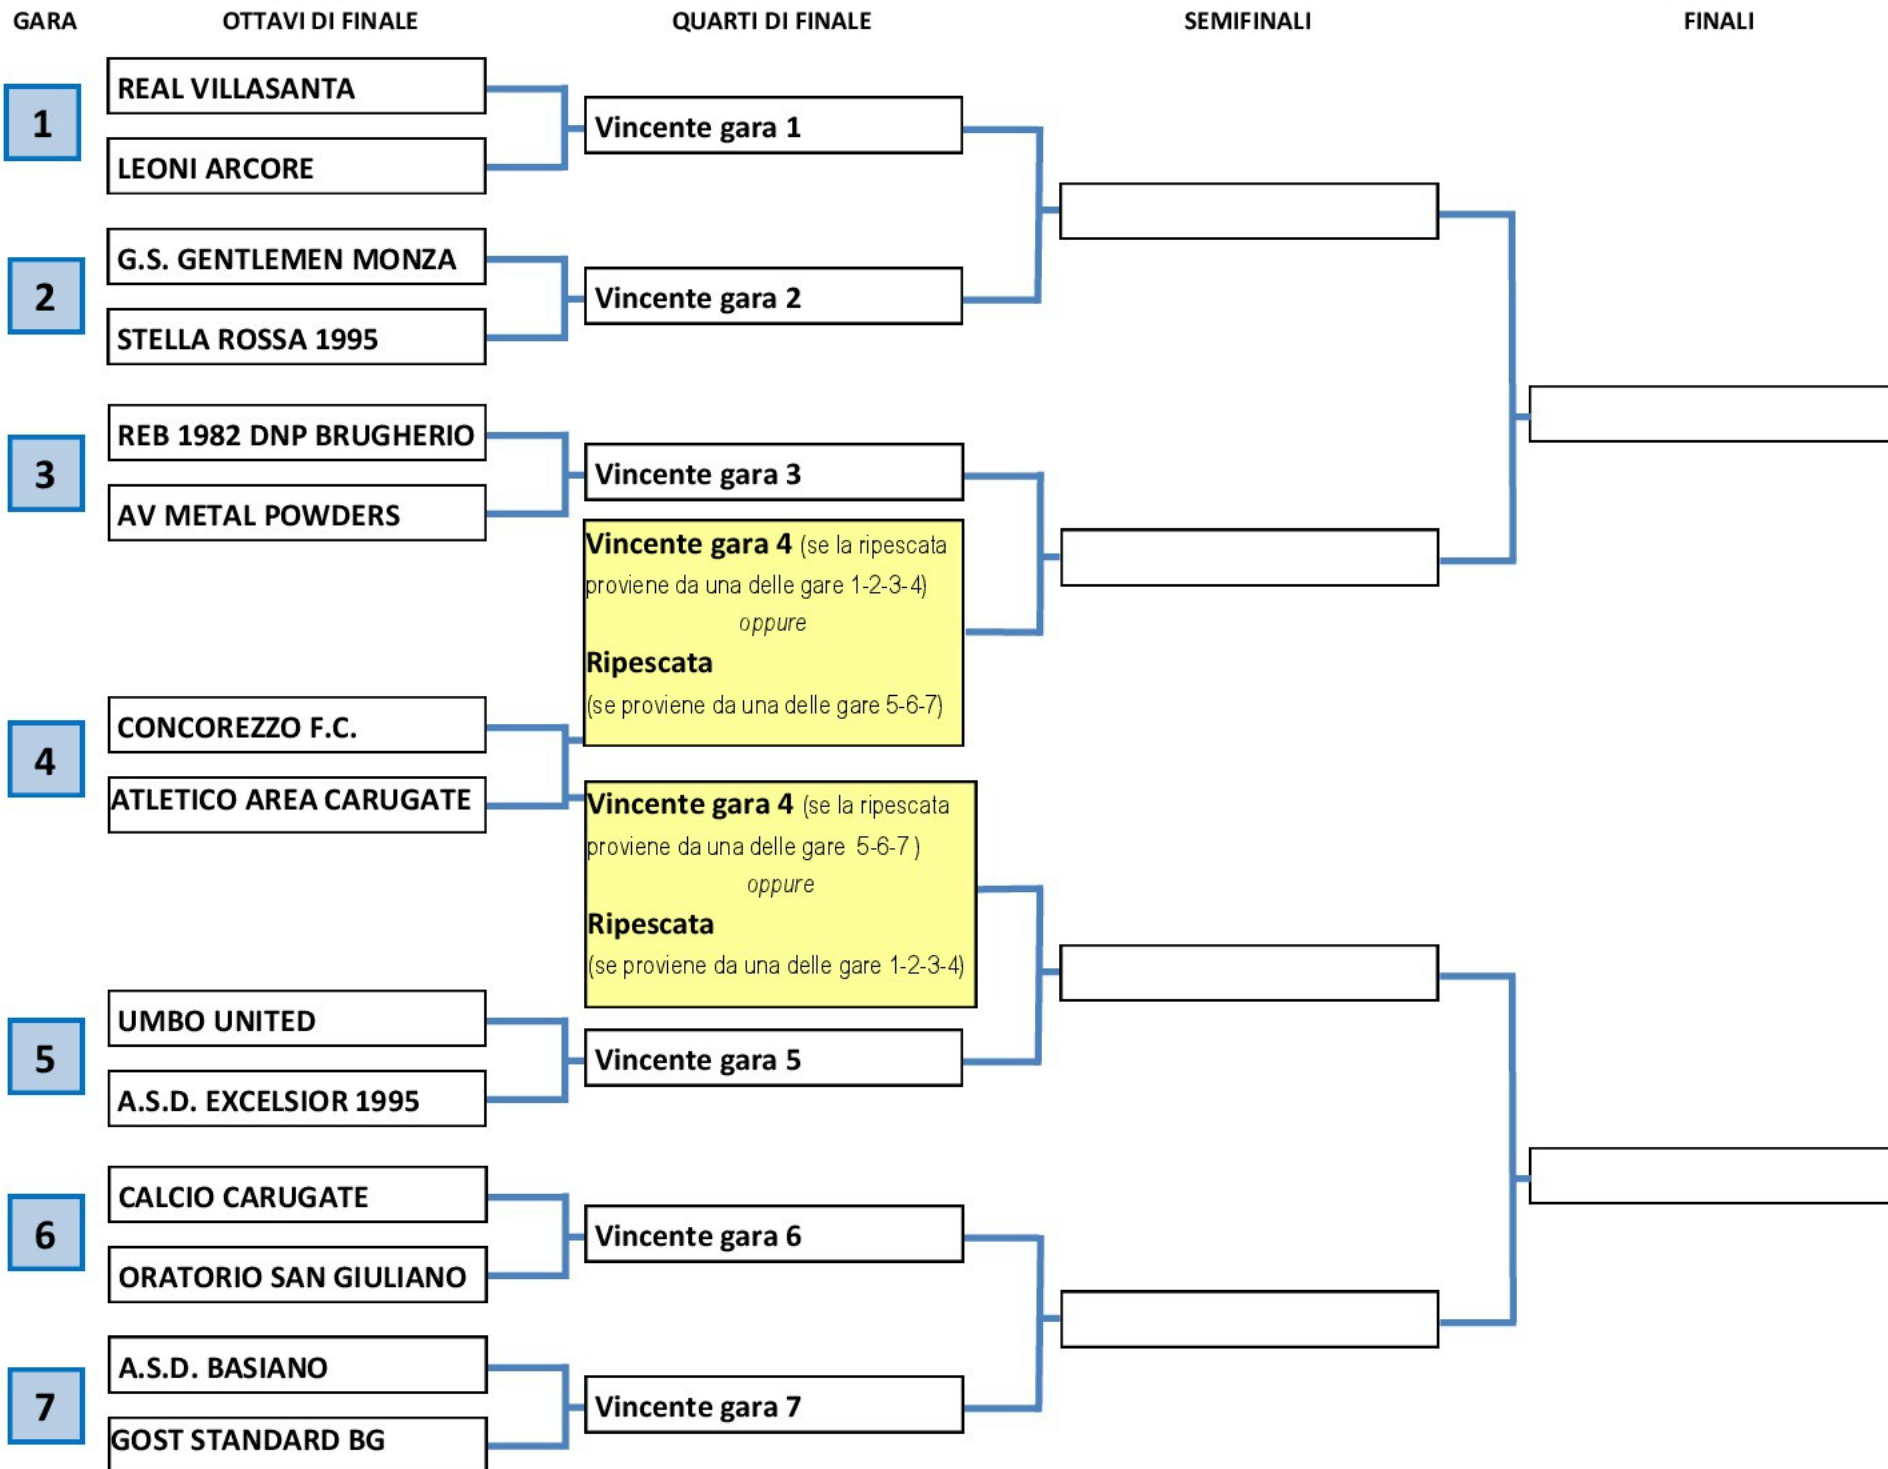 GARA OTTAVI DI FINALE QUARTI DI FINALE SEMIFINALI FINALI
1
REAL VILLASANTA
LEONI ARCORE
Vincente gara 1
2
G.S. GENTLEMEN MONZA
STELLA ROSSA 1995
Vincente gara 2
3
REB 1982 DNP BRUGHERIO
AV METAL POWDERS
Vincente gara 3
Vincente gara 4 (se la ripescata
proviene da una delle gare 1-2-3-4)
oppure
Ripescata
(se proviene da una delle gare 5-6-7)
4
CONCOREZZO F.C.
ATLETICO AREA CARUGATE
Vincente gara 4 (se la ripescata
proviene da una delle gare 5-6-7 )
oppure
Ripescata
(se proviene da una delle gare 1-2-3-4)
5
UMBO UNITED
A.S.D. EXCELSIOR 1995
Vincente gara 5
6
CALCIO CARUGATE
ORATORIO SAN GIULIANO
Vincente gara 6
7
A.S.D. BASIANO
GOST STANDARD BG
Vincente gara 7